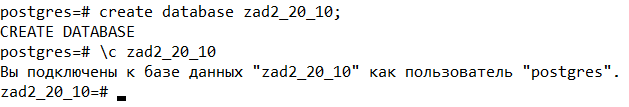 postgres=# create database zad2_20_10;
CREATE DATABASE
postgres=# \c zad2_20_10
Вы подключены к базе данных "zad2_20_10" как пользователь "postgres".
zad2_20_10=#